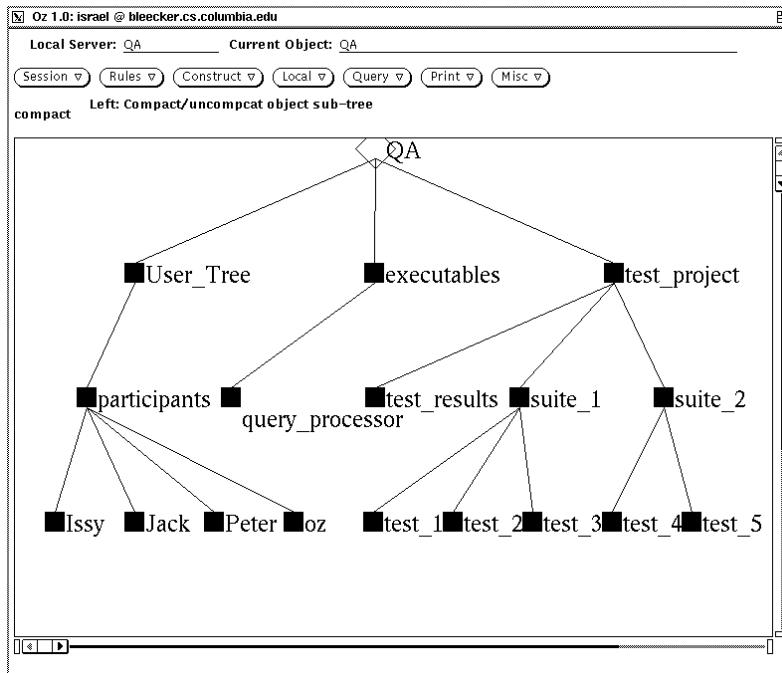 Oz 1.0: israel @ bleecker.cs.columbia.edu
Local Server: QA Current Object: QA
Session Rules Construct Local Query Print Misc
Left: Compact/uncompcat object sub-tree
compact
QA
User_Tree executables test_project
participants test_results suite_1 suite_2
query_processor
Issy Jack Peter oz test_1 test_2 test_3 test_4 test_5